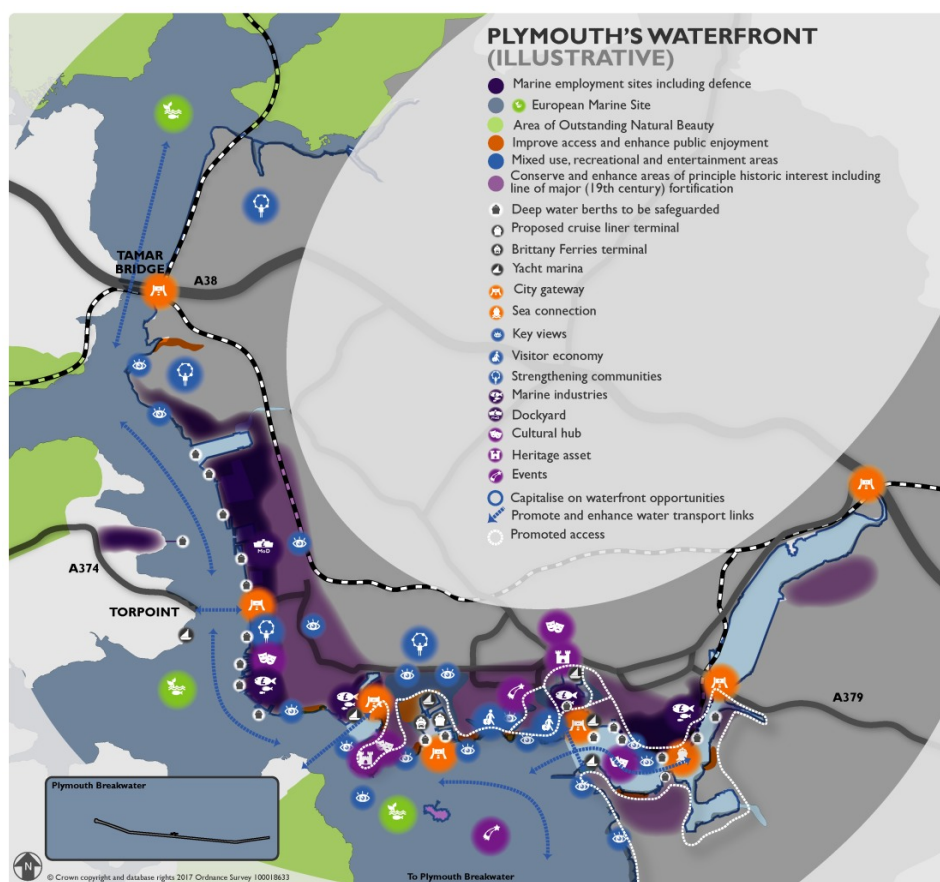 PLYMOUTH'S WATERFRONT
(ILLUSTRATIVE)
Marine employment sites including defence
European Marine Site
Area of Outstanding Natural Beauty
Improve access and enhance public enjoyment
Mixed use, recreational and entertainment areas
Conserve and enhance areas of principle historic interest including
line of major (19th century) fortification
Deep water berths to be safeguarded
Proposed cruise liner terminal
Brittany Ferries terminal
Yacht marina
City gateway
Sea connection
Key views
Visitor economy
Strengthening communities
Marine industries
Dockyard
Cultural hub
Heritage asset
Events
Capitalise on waterfront opportunities
Promote and enhance water transport links
Promoted access
TAMAR
BRIDGE
A38
MoD
A374
TORPOINT
A379
Plymouth Breakwater
N
© Crown copyright and database rights 2017 Ordnance Survey 100018633
To Plymouth Breakwater